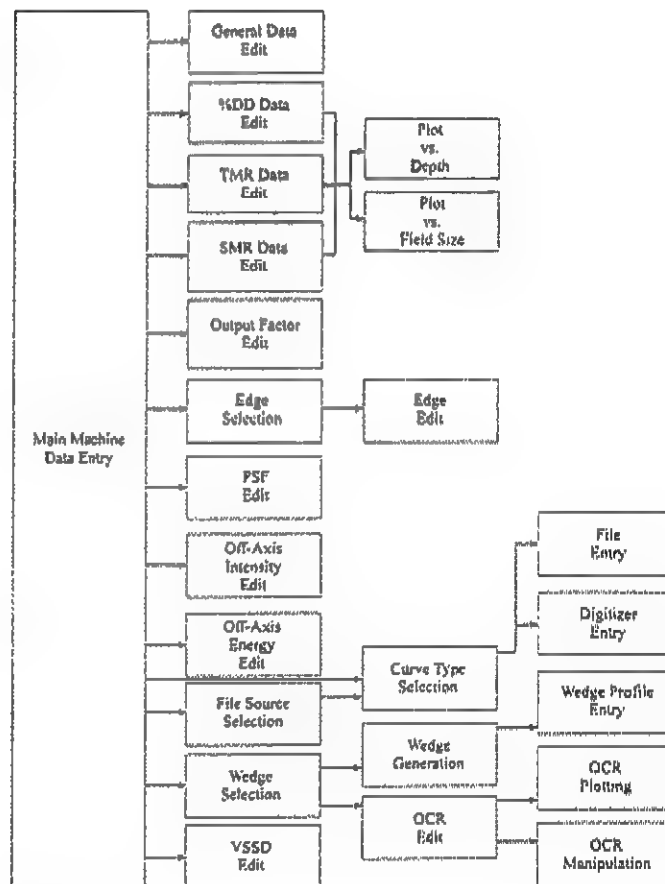 General Data
Edit
%DD Data
Edit
TMR Data
Edit
SMR Data
Edit
Output Factor
Edit
Edge
Selection
PSF
Edit
Off-Axis
Intensity
Edit
Off-Axis
Energy
Edit
File Source
Selection
Wedge
Selection
VSSD
Edit
Main Machine
Data Entry
Plot
vs.
Depth
Plot
vs.
Field Size
Edge
Edit
Curve Type
Selection
Wedge
Generation
OCR
Edit
File
Entry
Digitizer
Entry
Wedge Profile
Entry
OCR
Plotting
OCR
Manipulation